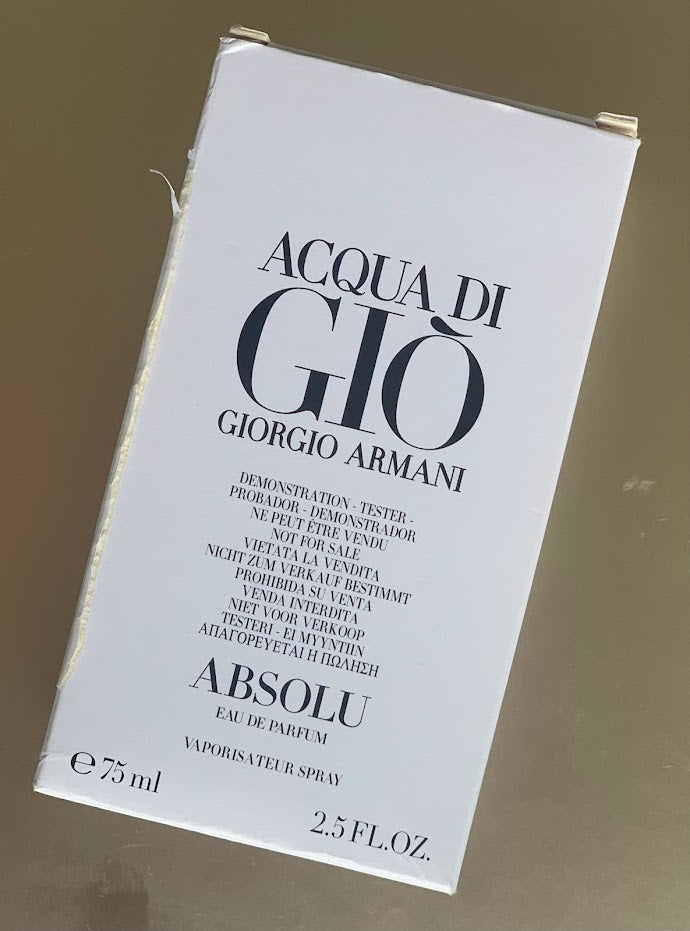 ACQUA DI
GIÒ
GIORGIO ARMANI
DEMONSTRATION - TESTER -
PROBADOR - DEMONSTRADOR
NE PEUT ÊTRE VENDU
NOT FOR SALE
VIETATA LA VENDITA
NICHT ZUM VERKAUF BESTIMMT
PROHIBIDA SU VENTA
VENDA INTERDITA
NIET VOOR VERKOOP
TESTERI - EI MYYNTIIN
ΑΠΑΓΟΡΕΥΕΤΑΙ Η ΠΩΛΗΣΗ
ABSOLU
EAU DE PARFUM
VAPORISATEUR SPRAY
℮ 75 ml
2.5 FL.OZ.